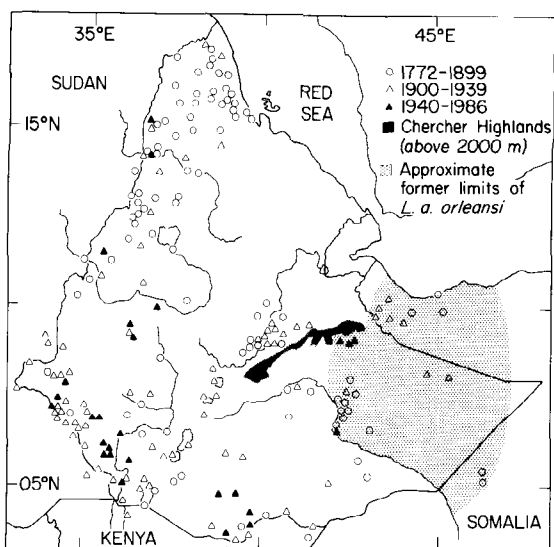 35°E
45°E
SUDAN
RED
SEA
○ 1772-1899
△ 1900-1939
▲ 1940-1986
Chercher Highlands
(above 2000 m)
Approximate
former limits of
L. a. orleansi
15°N
05°N
KENYA
SOMALIA